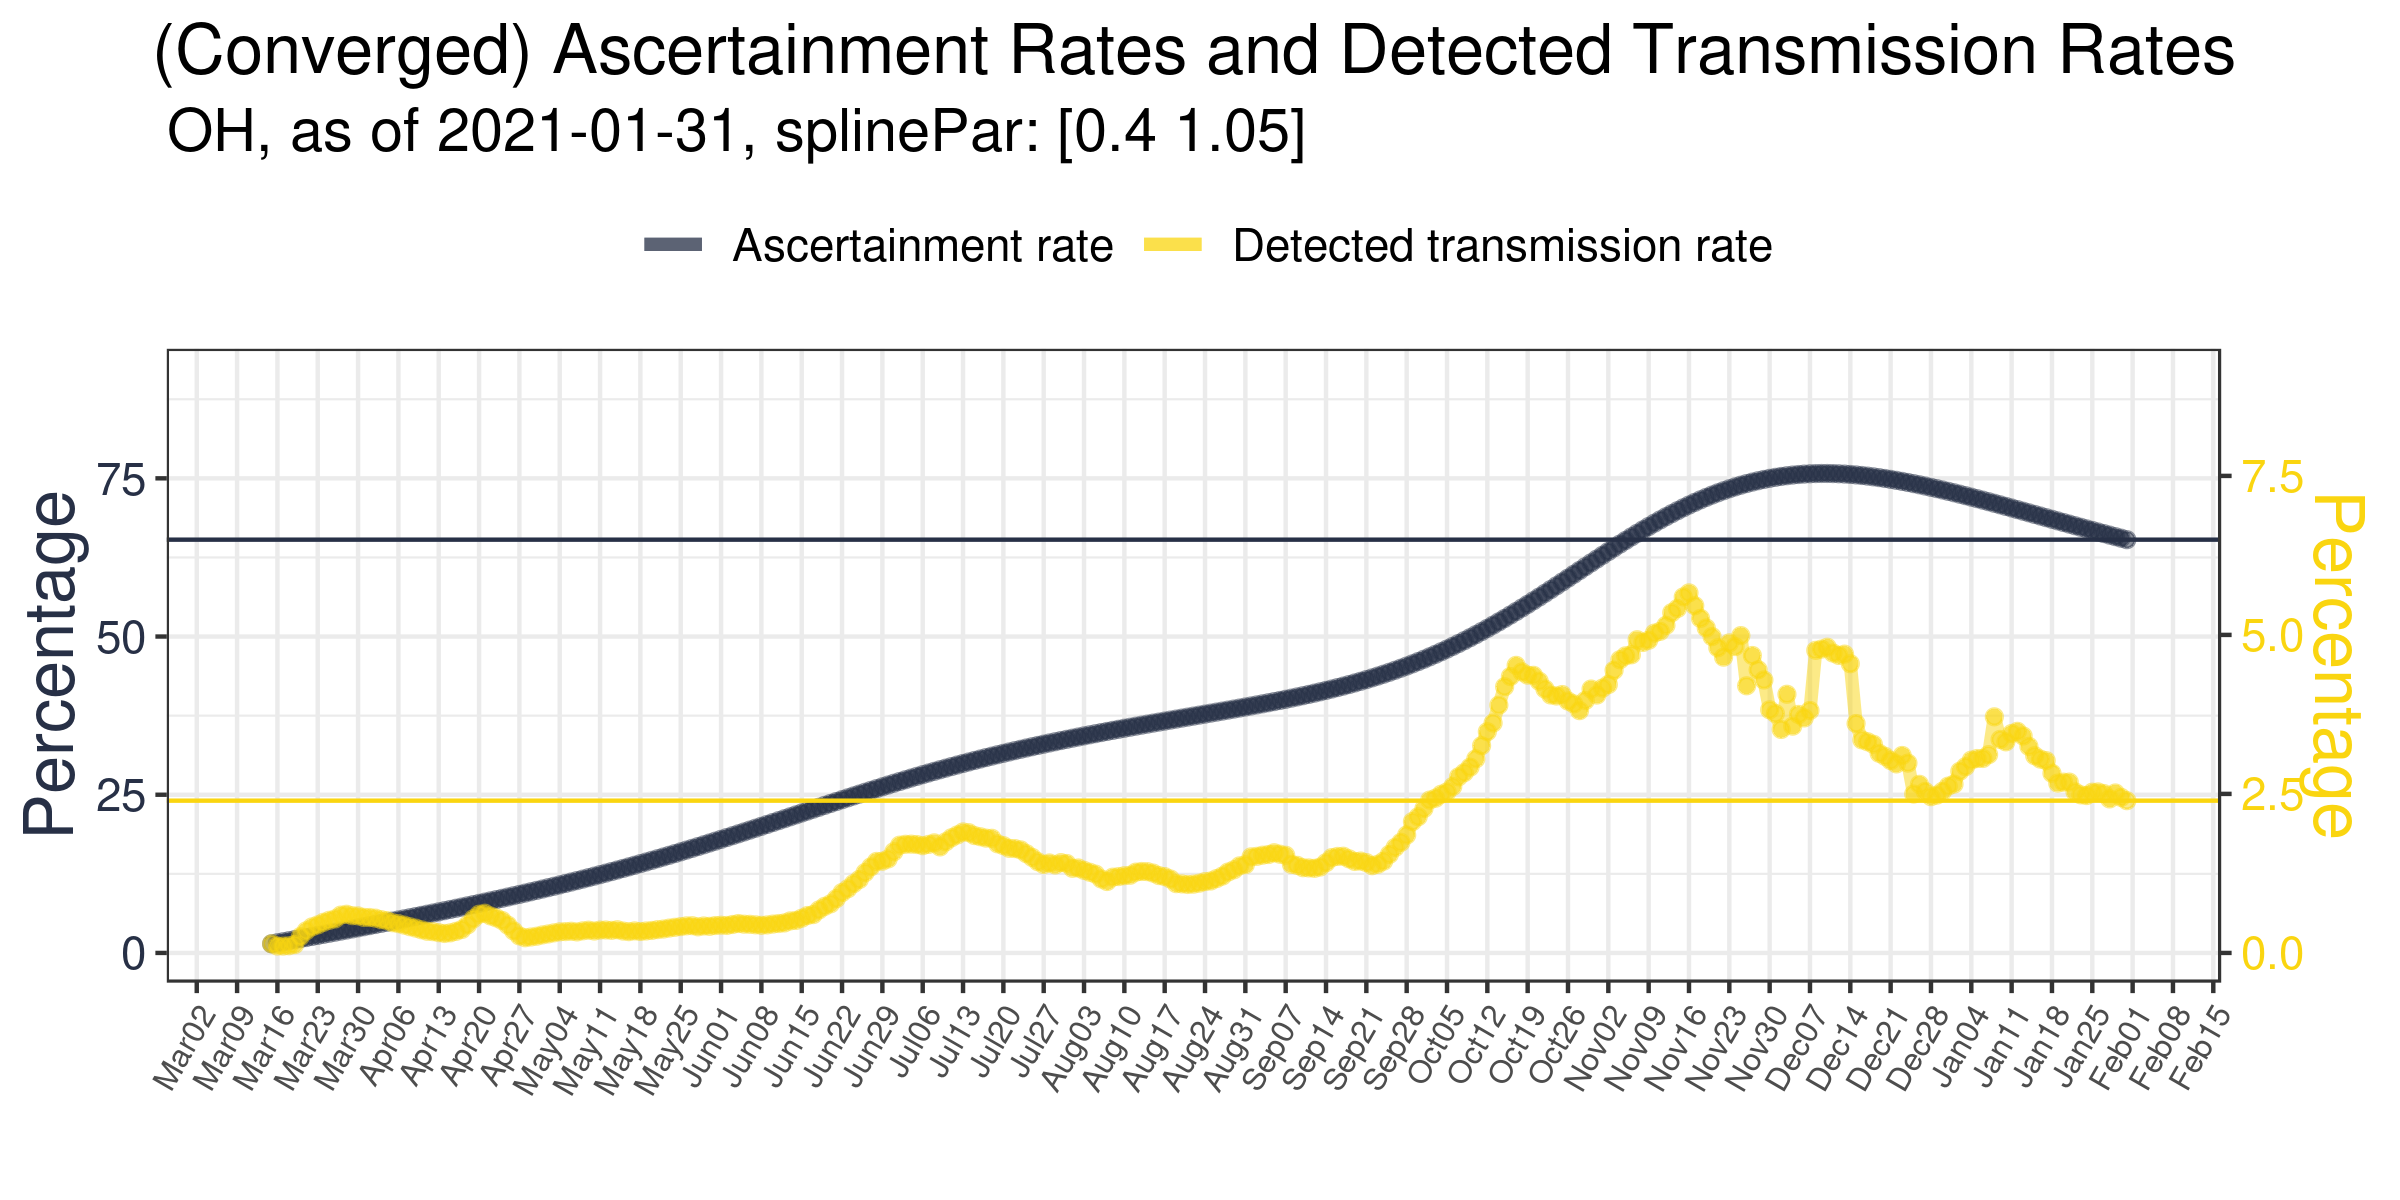 (Converged) Ascertainment Rates and Detected Transmission Rates
OH, as of 2021-01-31, splinePar: [0.4 1.05]
Ascertainment rate
Detected transmission rate
Percentage
75
50
25
0
7.5
5.0
2.5
0.0
Percentage
Mar02
Mar09
Mar16
Mar23
Mar30
Apr06
Apr13
Apr20
Apr27
May04
May11
May18
May25
Jun01
Jun08
Jun15
Jun22
Jun29
Jul06
Jul13
Jul20
Jul27
Aug03
Aug10
Aug17
Aug24
Aug31
Sep07
Sep14
Sep21
Sep28
Oct05
Oct12
Oct19
Oct26
Nov02
Nov09
Nov16
Nov23
Nov30
Dec07
Dec14
Dec21
Dec28
Jan04
Jan11
Jan18
Jan25
Feb01
Feb08
Feb15